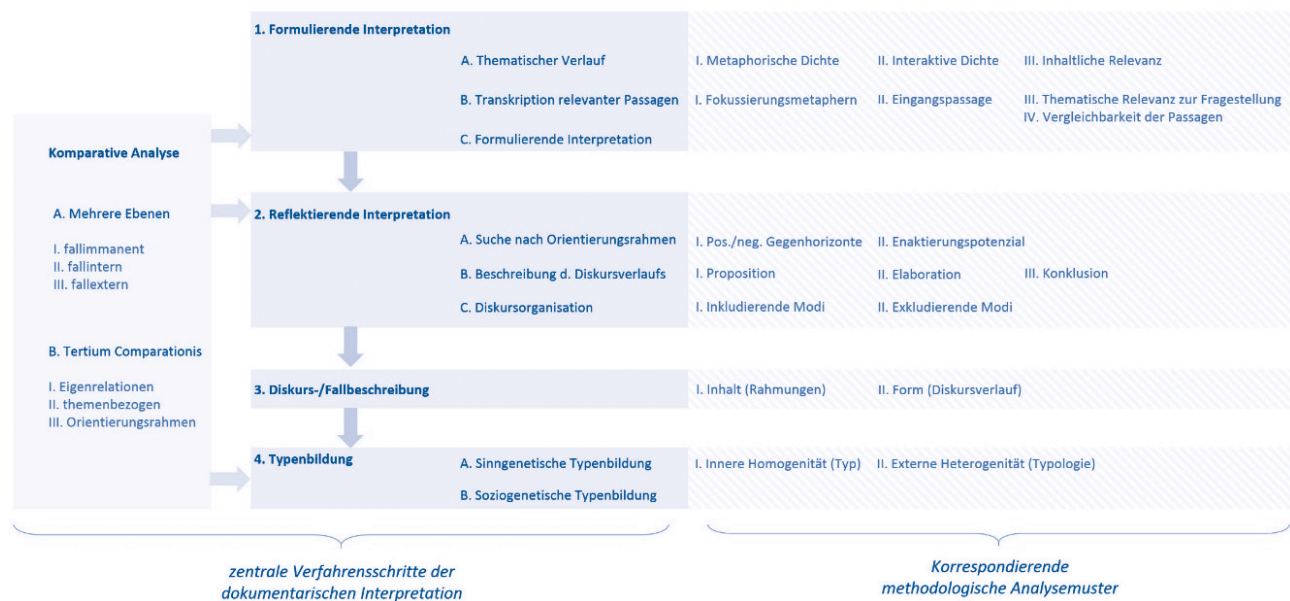 Komparative Analyse
A. Mehrere Ebenen
I. fallimmanent
II. fallintern
III. fallextern
B. Tertium Comparationis
I. Eigenrelationen
II. themenbezogen
III. Orientierungsrahmen
1. Formulierende Interpretation
A. Thematischer Verlauf
I. Metaphorische Dichte
II. Interaktive Dichte
III. Inhaltliche Relevanz
B. Transkription relevanter Passagen
I. Fokussierungsmetaphern
II. Eingangspassage
III. Thematische Relevanz zur Fragestellung
IV. Vergleichbarkeit der Passagen
C. Formulierende Interpretation
2. Reflektierende Interpretation
A. Suche nach Orientierungsrahmen
I. Pos./neg. Gegenhorizonte
II. Enaktierungspotenzial
B. Beschreibung d. Diskursverlaufs
I. Proposition
II. Elaboration
III. Konklusion
C. Diskursorganisation
I. Inkludierende Modi
II. Exkludierende Modi
3. Diskurs-/Fallbeschreibung
I. Inhalt (Rahmungen)
II. Form (Diskursverlauf)
4. Typenbildung
A. Sinngenetische Typenbildung
I. Innere Homogenität (Typ)
II. Externe Heterogenität (Typologie)
B. Soziogenetische Typenbildung
zentrale Verfahrensschritte der
dokumentarischen Interpretation
Korrespondierende
methodologische Analysemuster